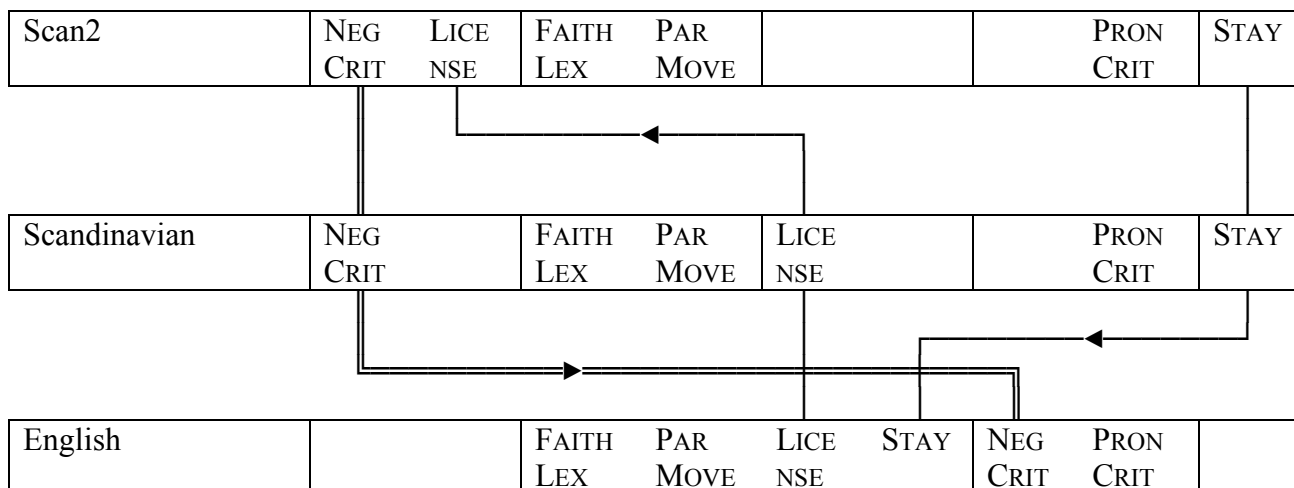 Scan2 NEG LICE FAITH PAR PRON STAY
CRIT NSE LEX MOVE CRIT
Scandinavian NEG FAITH PAR LICE PRON STAY
CRIT LEX MOVE NSE CRIT
English FAITH PAR LICE STAY NEG PRON
LEX MOVE NSE CRIT CRIT